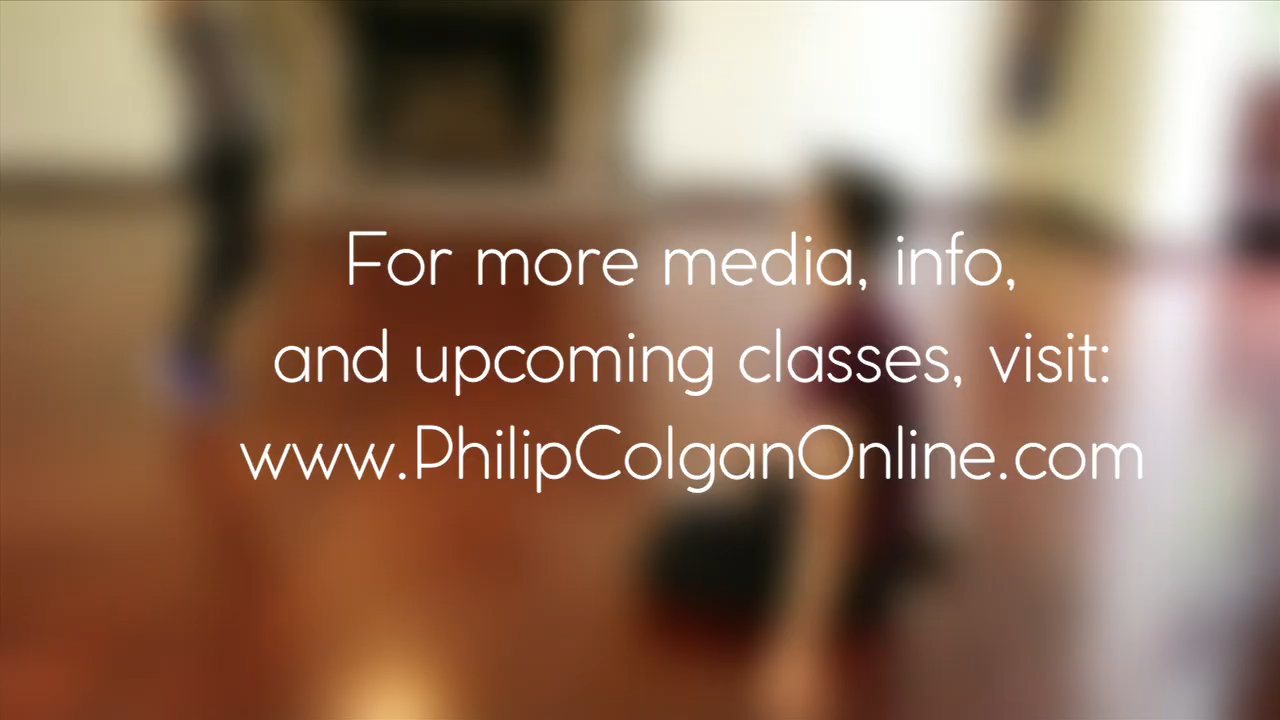 For more media, info,
and upcoming classes, visit:
www.PhilipColganOnline.com